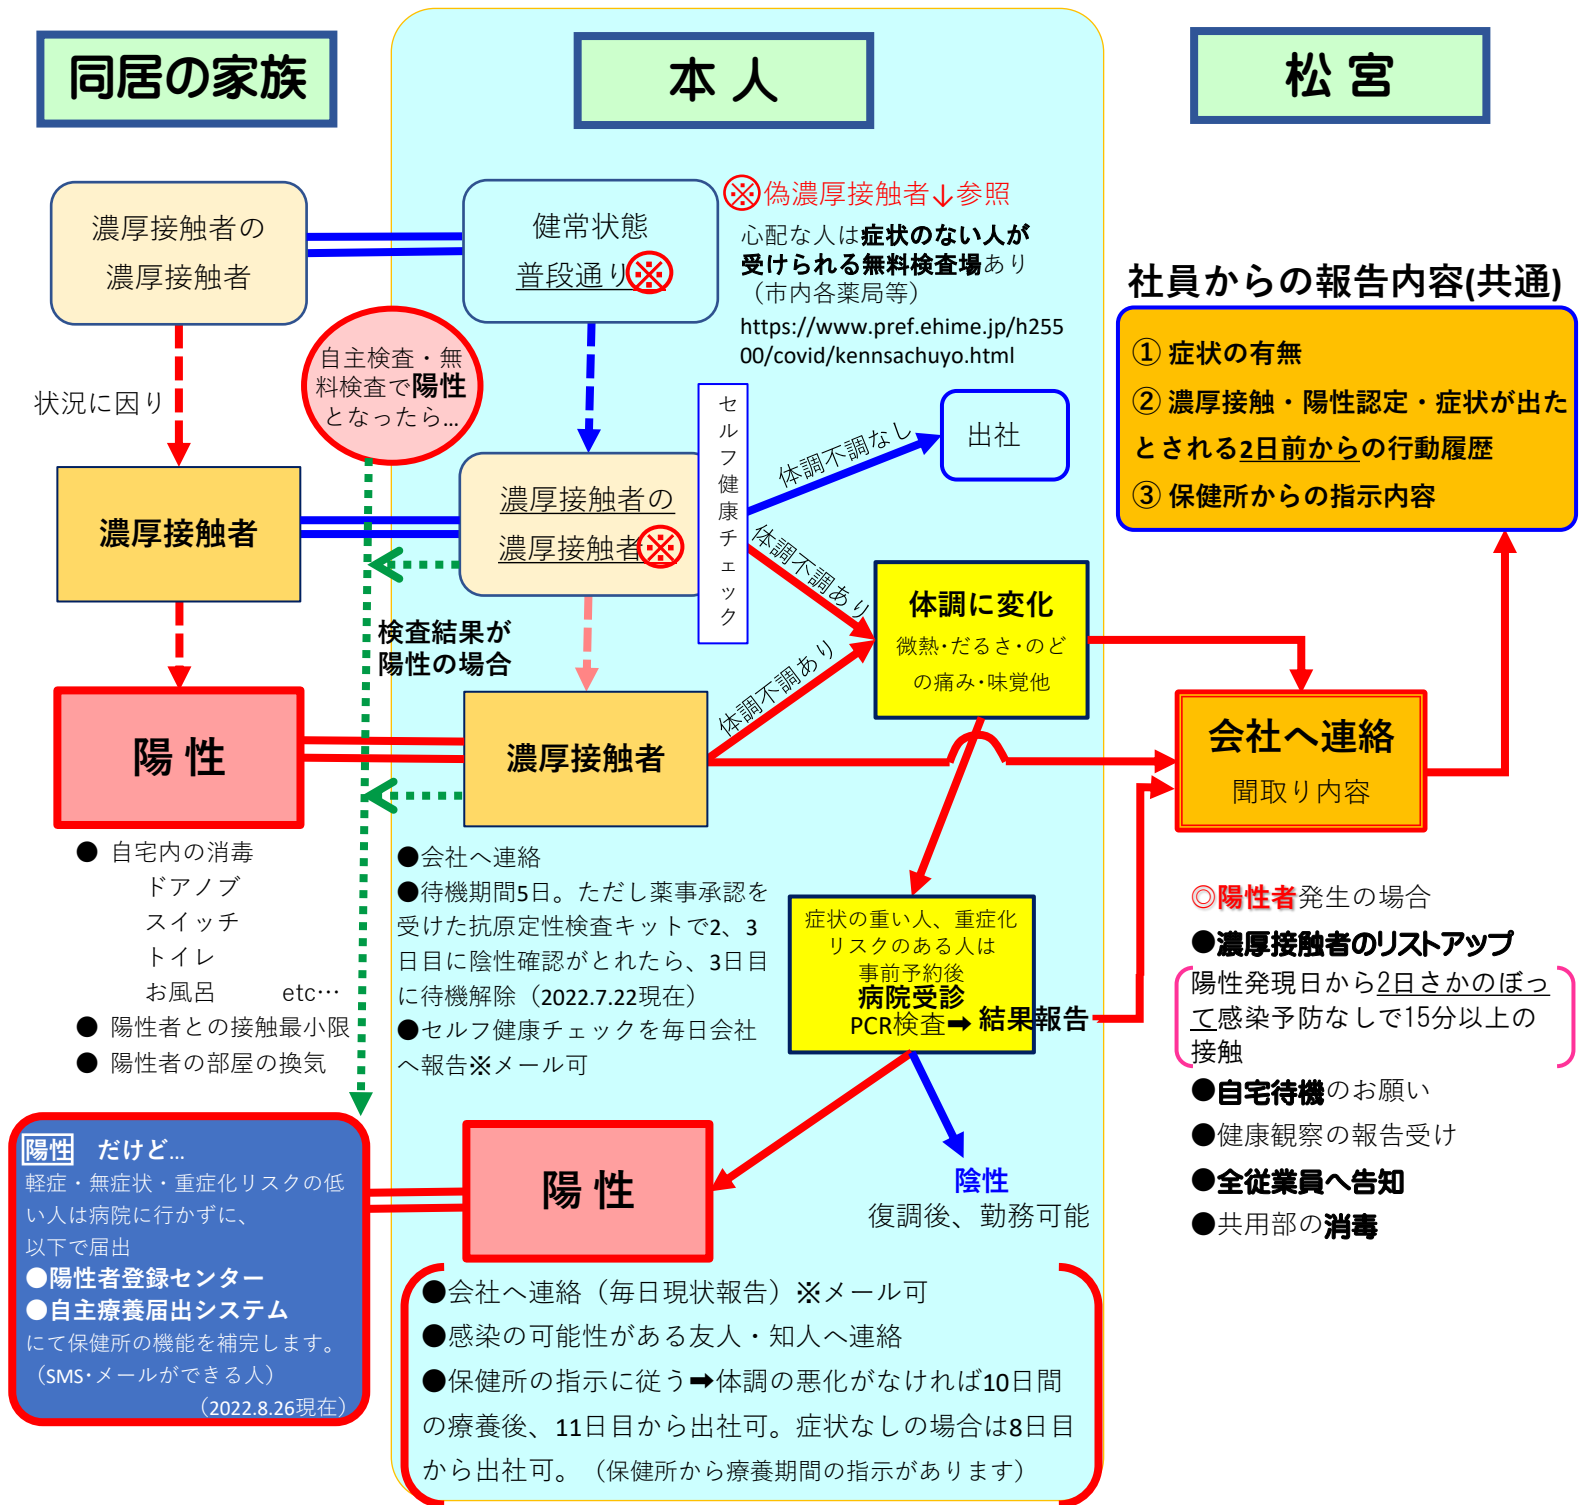 同居の家族
本人
松宮
濃厚接触者の
濃厚接触者
健常状態
普段通り※
※偽濃厚接触者↓参照
心配な人は症状のない人が
受けられる無料検査場あり
（市内各薬局等）
https://www.pref.ehime.jp/h255
00/covid/kennsachuyo.html
社員からの報告内容(共通)
① 症状の有無
② 濃厚接触・陽性認定・症状が出た
とされる2日前からの行動履歴
③ 保健所からの指示内容
自主検査・無
料検査で陽性
となったら…
状況に因り
セルフ健康チェック
体調不調なし
出社
濃厚接触者
濃厚接触者の
濃厚接触者※
体調不調あり
体調に変化
微熱･だるさ･のど
の痛み･味覚他
検査結果が
陽性の場合
体調不調あり
陽性
濃厚接触者
会社へ連絡
聞取り内容
● 自宅内の消毒
ドアノブ
スイッチ
トイレ
お風呂 etc…
● 陽性者との接触最小限
● 陽性者の部屋の換気
●会社へ連絡
●待機期間5日。ただし薬事承認を
受けた抗原定性検査キットで2、3
日目に陰性確認がとれたら、3日目
に待機解除（2022.7.22現在）
●セルフ健康チェックを毎日会社
へ報告※メール可
症状の重い人、重症化
リスクのある人は
事前予約後
病院受診
PCR検査➡結果報告
◎陽性者発生の場合
●濃厚接触者のリストアップ
陽性発現日から2日さかのぼっ
て感染予防なしで15分以上の
接触
●自宅待機のお願い
●健康観察の報告受け
●全従業員へ告知
●共用部の消毒
陽性 だけど…
軽症・無症状・重症化リスクの低
い人は病院に行かずに、
以下で届出
●陽性者登録センター
●自主療養届出システム
にて保健所の機能を補完します。
（SMS･メールができる人）
（2022.8.26現在）
陽性
陰性
復調後、勤務可能
●会社へ連絡（毎日現状報告）※メール可
●感染の可能性がある友人・知人へ連絡
●保健所の指示に従う➡体調の悪化がなければ10日間
の療養後、11日目から出社可。症状なしの場合は8日目
から出社可。（保健所から療養期間の指示があります）